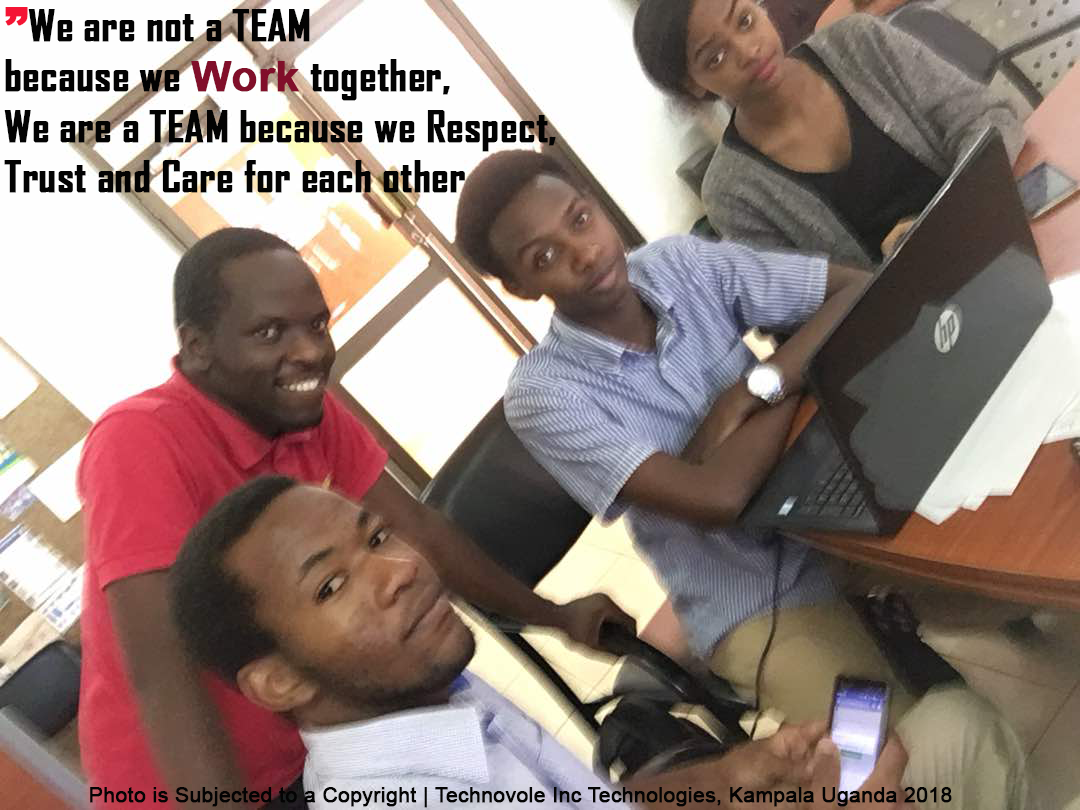 ❞We are not a TEAM
because we Work together,
We are a TEAM because we Respect,
Trust and Care for each other
hp
Photo is Subjected to a Copyright | Technovole Inc Technologies, Kampala Uganda 2018